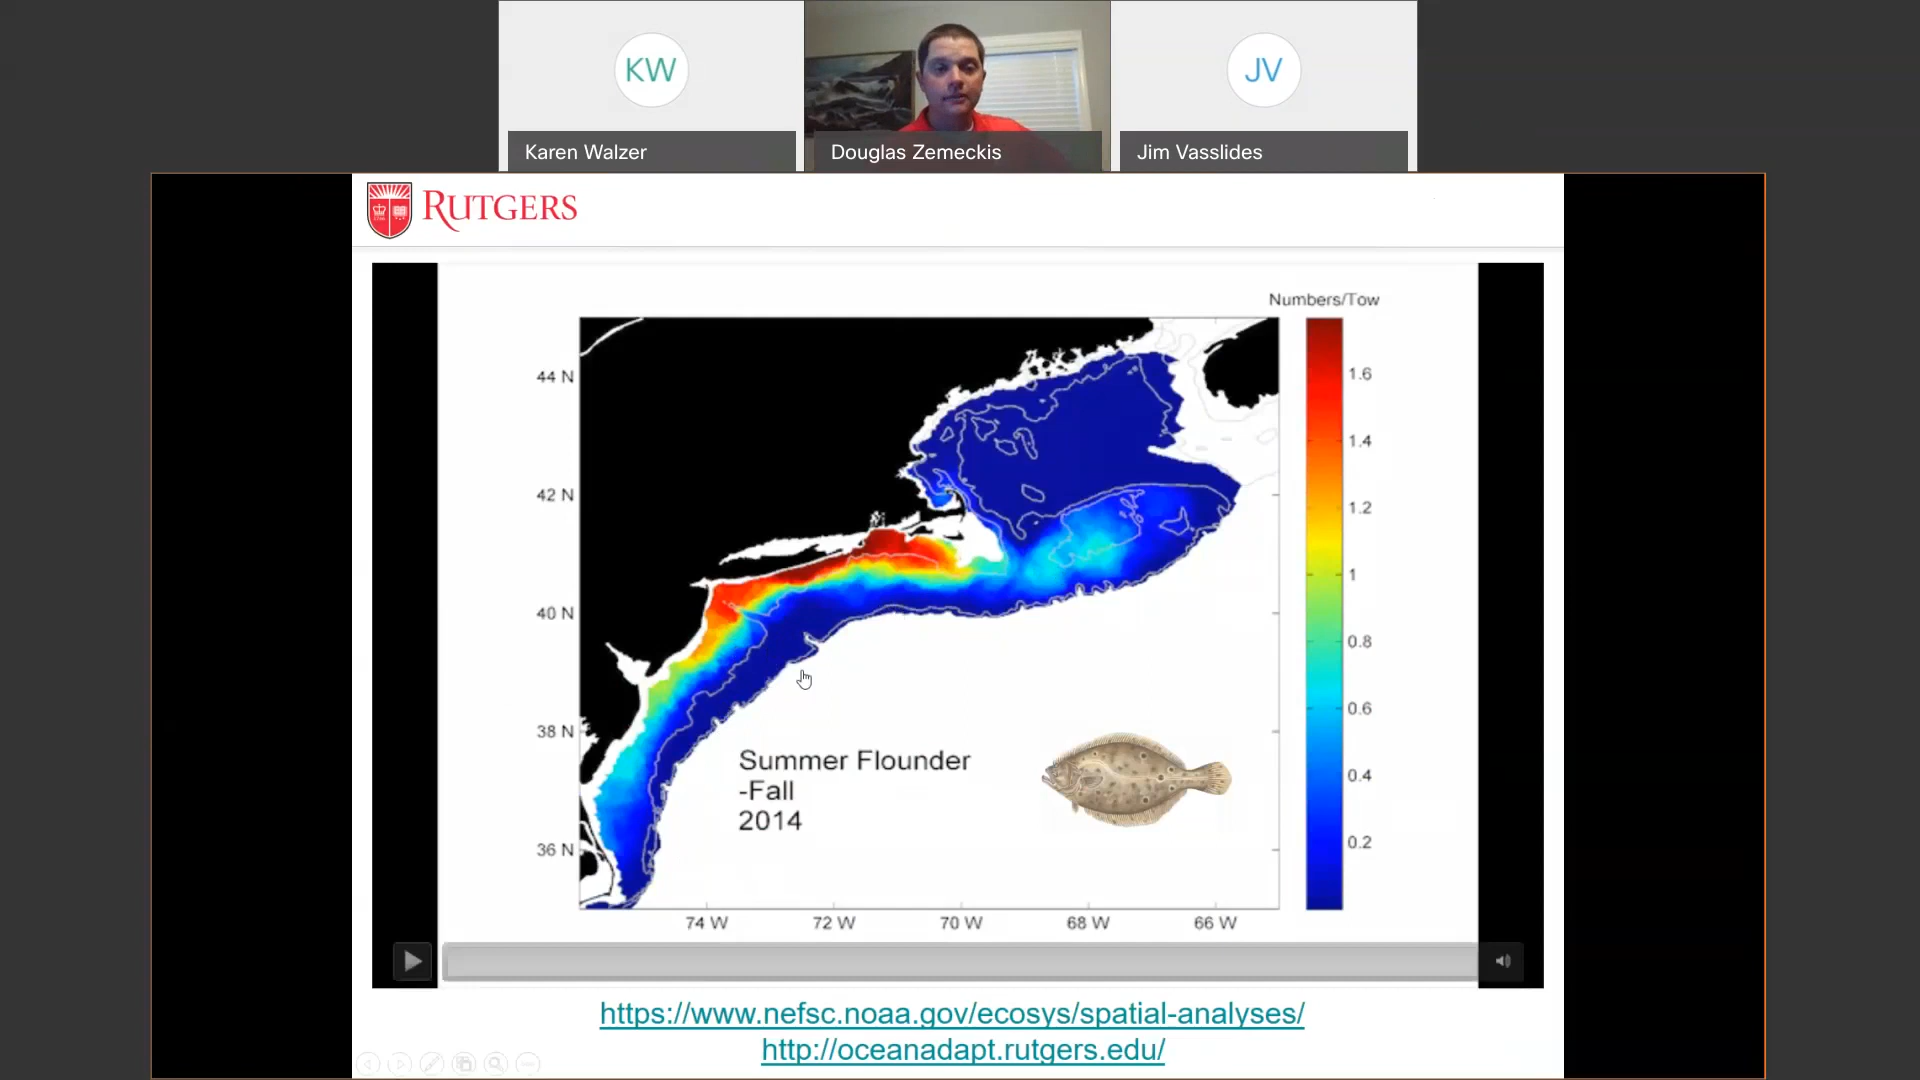 KW
JV
Karen Walzer
Douglas Zemeckis
Jim Vasslides
RUTGERS
Numbers/Tow
44 N
42 N
40 N
38 N
36 N
74 W
72 W
70 W
68 W
66 W
1.6
1.4
1.2
1
0.8
0.6
0.4
0.2
Summer Flounder
-Fall
2014
https://www.nefsc.noaa.gov/ecosys/spatial-analyses/
http://oceanadapt.rutgers.edu/